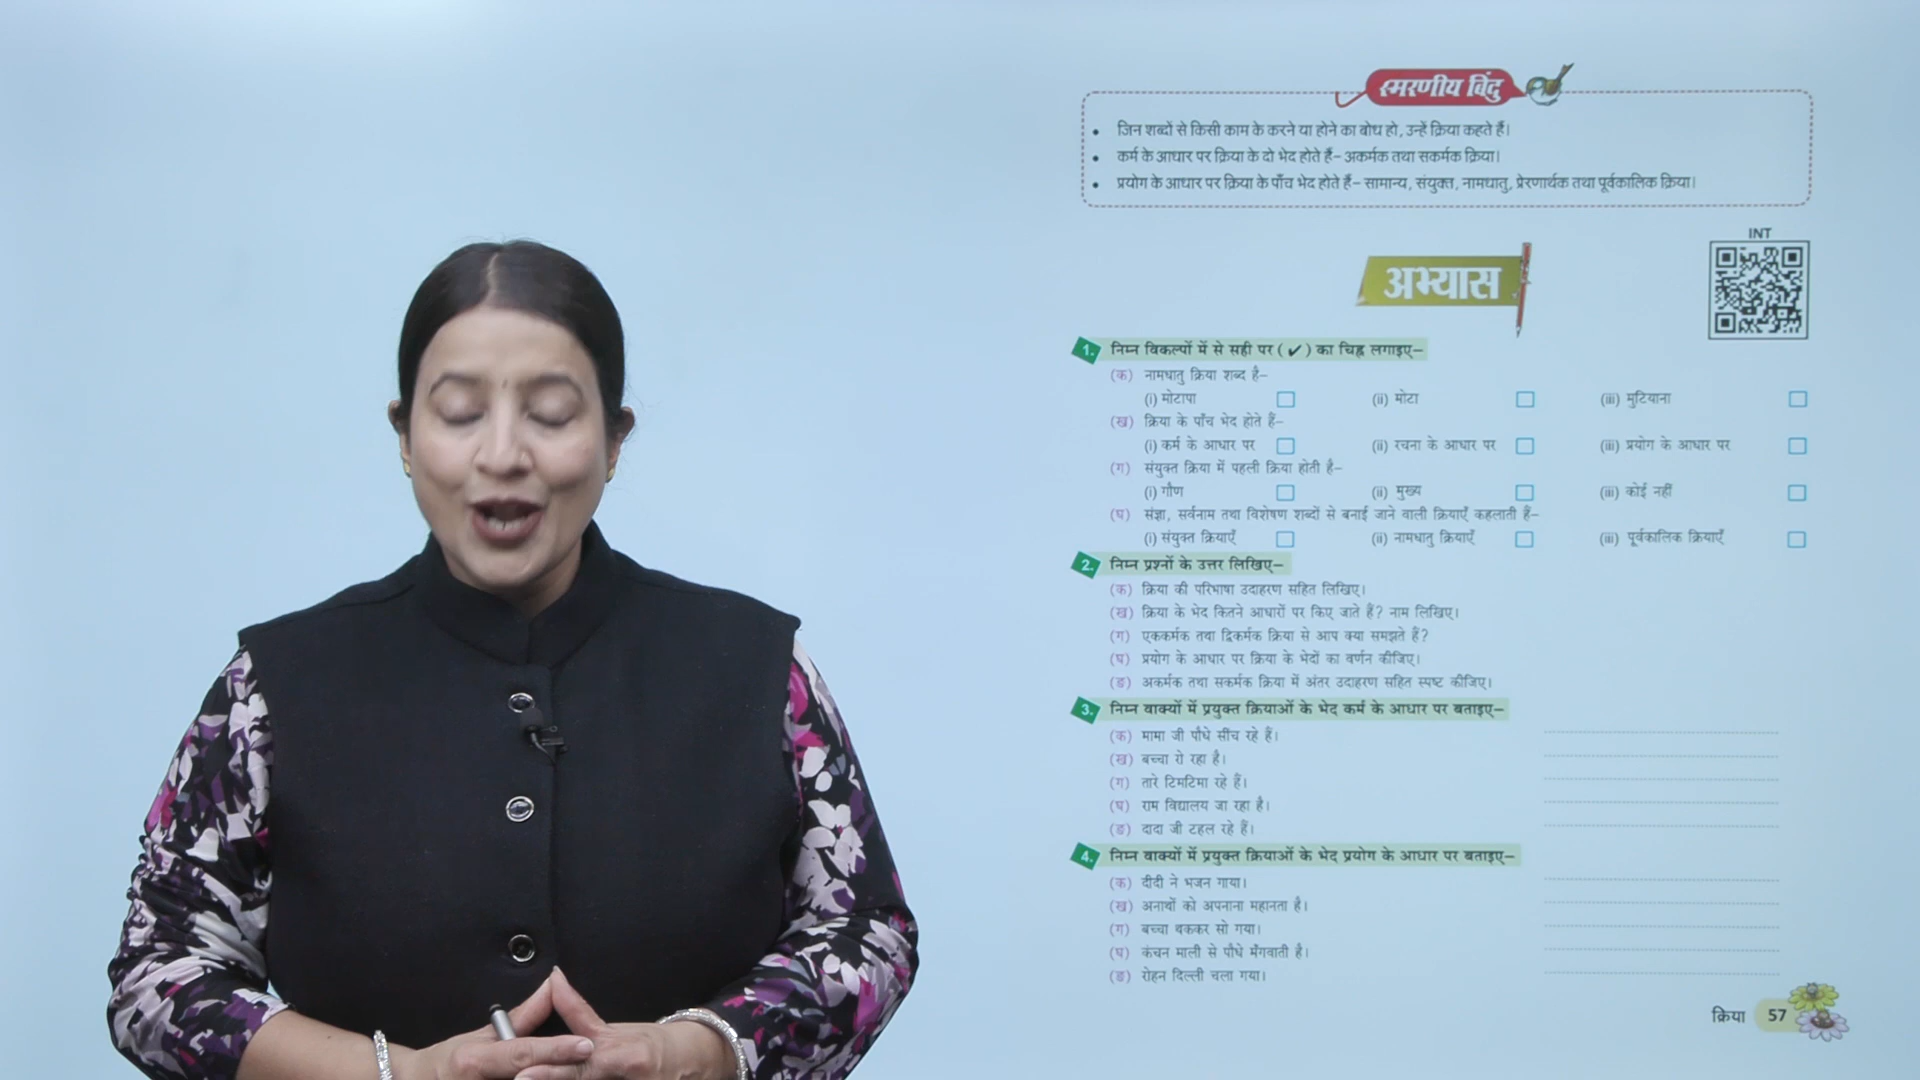 स्मरणीय बिंदु
• जिन शब्दों से किसी काम के करने या होने का बोध हो, उन्हें क्रिया कहते हैं।
• कर्म के आधार पर क्रिया के दो भेद होते हैं– अकर्मक तथा सकर्मक क्रिया।
• प्रयोग के आधार पर क्रिया के पाँच भेद होते हैं– सामान्य, संयुक्त, नामधातु, प्रेरणार्थक तथा पूर्वकालिक क्रिया।
INT
अभ्यास
1. निम्न विकल्पों में से सही पर (✓) का चिह्न लगाइए–
(क) नामधातु क्रिया शब्द है–
(i) मोटापा (ii) मोटा (iii) मुटियाना
(ख) क्रिया के पाँच भेद होते हैं–
(i) कर्म के आधार पर (ii) रचना के आधार पर (iii) प्रयोग के आधार पर
(ग) संयुक्त क्रिया में पहली क्रिया होती है–
(i) गौण (ii) मुख्य (iii) कोई नहीं
(घ) संज्ञा, सर्वनाम तथा विशेषण शब्दों से बनाई जाने वाली क्रियाएँ कहलाती हैं–
(i) संयुक्त क्रियाएँ (ii) नामधातु क्रियाएँ (iii) पूर्वकालिक क्रियाएँ
2. निम्न प्रश्नों के उत्तर लिखिए–
(क) क्रिया की परिभाषा उदाहरण सहित लिखिए।
(ख) क्रिया के भेद कितने आधारों पर किए जाते हैं? नाम लिखिए।
(ग) एककर्मक तथा द्विकर्मक क्रिया से आप क्या समझते हैं?
(घ) प्रयोग के आधार पर क्रिया के भेदों का वर्णन कीजिए।
(ङ) अकर्मक तथा सकर्मक क्रिया में अंतर उदाहरण सहित स्पष्ट कीजिए।
3. निम्न वाक्यों में प्रयुक्त क्रियाओं के भेद कर्म के आधार पर बताइए–
(क) मामा जी पौधे सींच रहे हैं।
(ख) बच्चा रो रहा है।
(ग) तारे टिमटिमा रहे हैं।
(घ) राम विद्यालय जा रहा है।
(ङ) दादा जी टहल रहे हैं।
4. निम्न वाक्यों में प्रयुक्त क्रियाओं के भेद प्रयोग के आधार पर बताइए–
(क) दीदी ने भजन गाया।
(ख) अनाथों को अपनाना महानता है।
(ग) बच्चा थककर सो गया।
(घ) कंचन माली से पौधे मँगवाती है।
(ङ) रोहन दिल्ली चला गया।
क्रिया 57